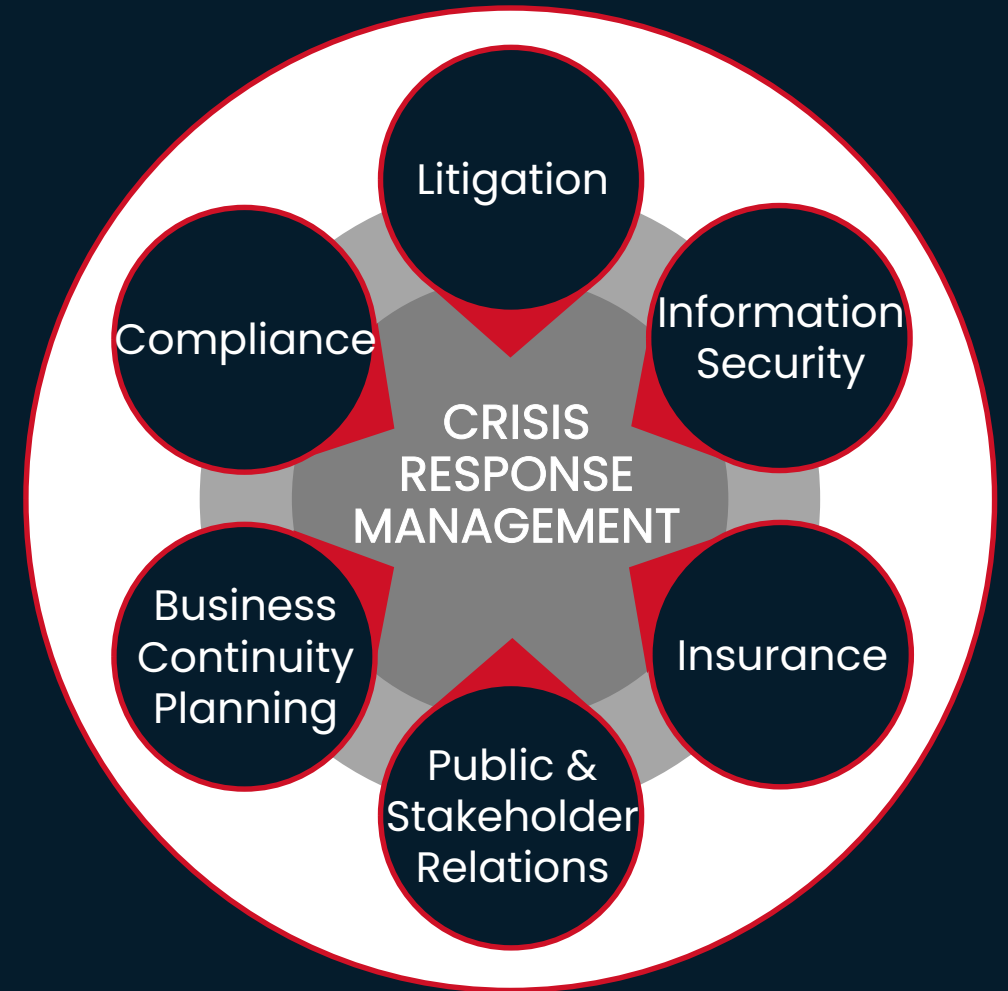 Litigation
Information
Security
Compliance
CRISIS
RESPONSE
MANAGEMENT
Business
Continuity
Planning
Insurance
Public &
Stakeholder
Relations